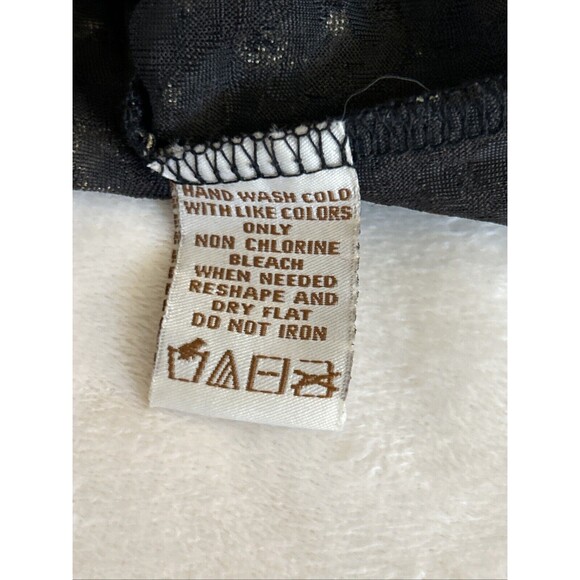 HAND WASH COLD
WITH LIKE COLORS
ONLY
NON CHLORINE
BLEACH
WHEN NEEDED
RESHAPE AND
DRY FLAT
DO NOT IRON